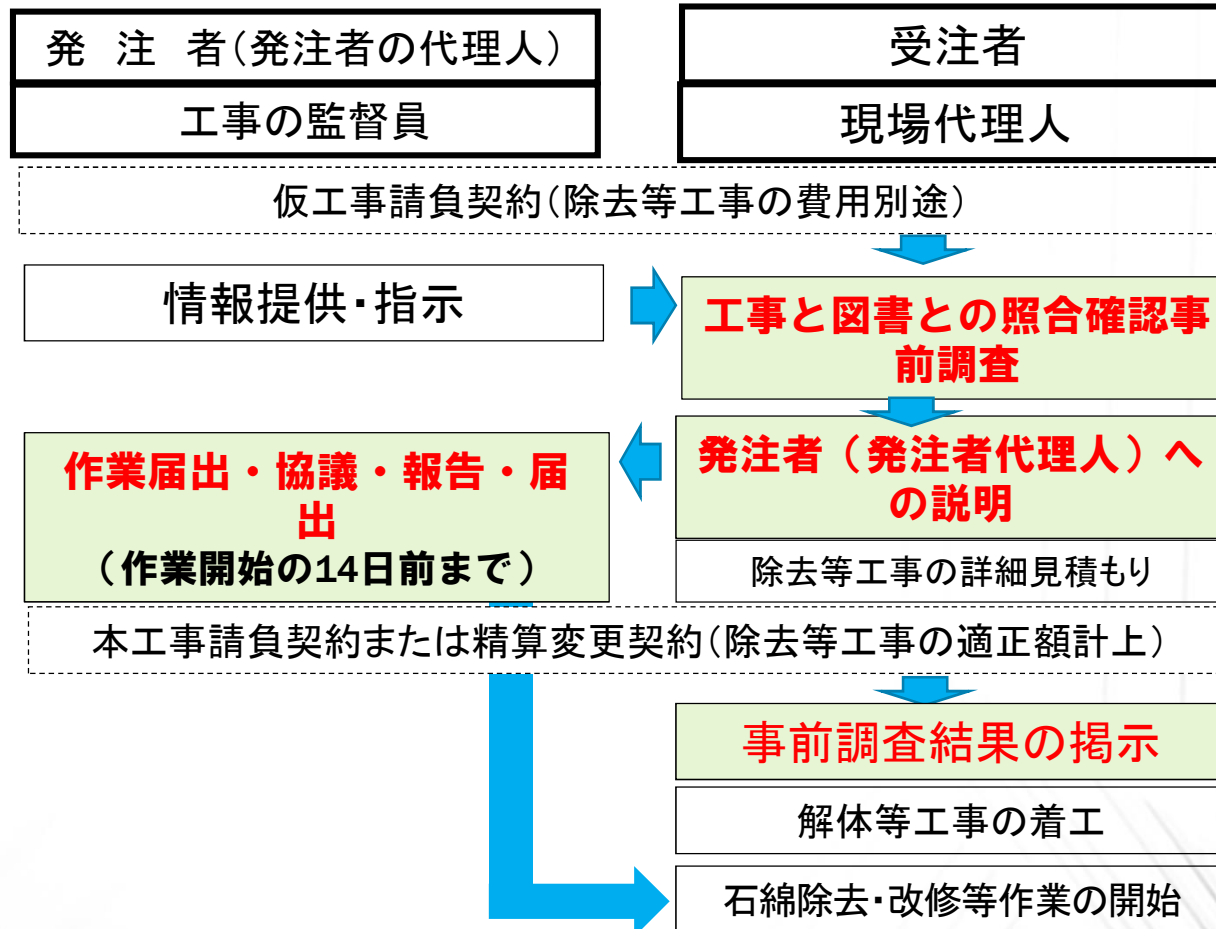 発 注 者(発注者の代理人)
受注者
工事の監督員
現場代理人
仮工事請負契約(除去等工事の費用別途)
情報提供・指示
工事と図書との照合確認事
前調査
発注者（発注者代理人）へ
の説明
作業届出・協議・報告・届
出
（作業開始の14日前まで）
除去等工事の詳細見積もり
本工事請負契約または精算変更契約(除去等工事の適正額計上)
事前調査結果の掲示
解体等工事の着工
石綿除去・改修等作業の開始